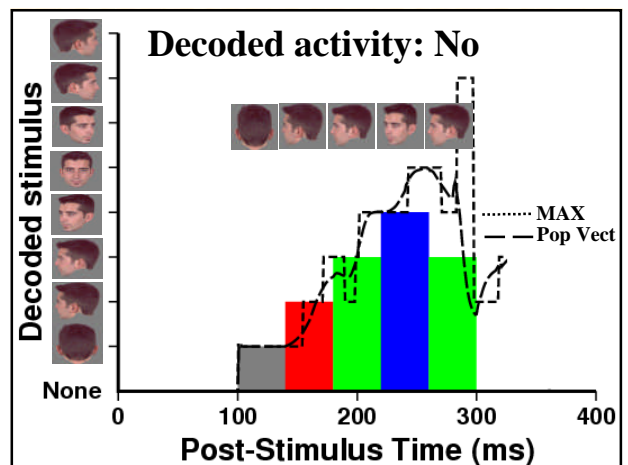 Decoded activity: No
Decoded stimulus
MAX
Pop Vect
None
0
100
200
300
400
Post-Stimulus Time (ms)